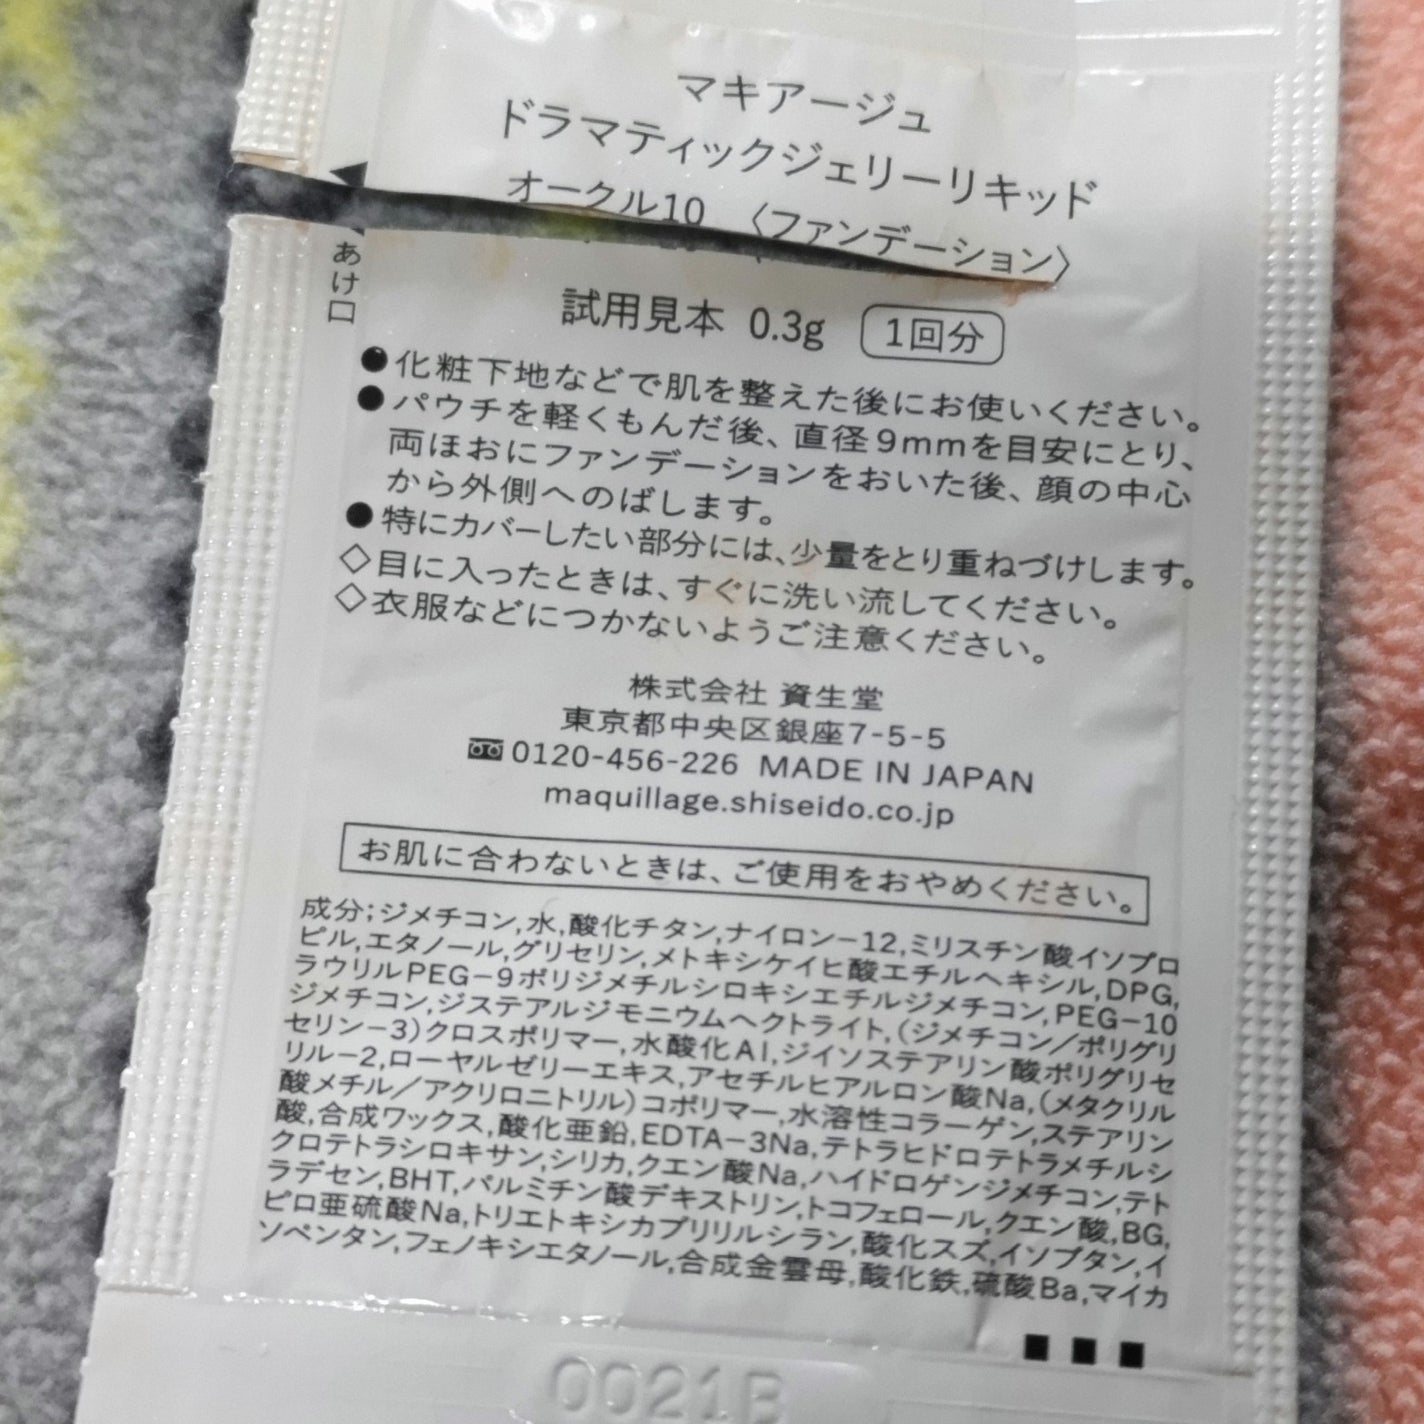 マキアージュ
ドラマティックジェリーリキッド
オークル10 〈ファンデーション〉
あけ口
試用見本 0.3g 1回分
●化粧下地などで肌を整えた後にお使いください。
●パウチを軽くもんだ後、直径9mmを目安にとり、
両ほおにファンデーションをおいた後、顔の中心
から外側へのばします。
●特にカバーしたい部分には、少量をとり重ねづけします。
◇目に入ったときは、すぐに洗い流してください。
◇衣服などにつかないようご注意ください。
株式会社 資生堂
東京都中央区銀座7-5-5
0120-456-226 MADE IN JAPAN
maquillage.shiseido.co.jp
お肌に合わないときは、ご使用をおやめください。
成分;ジメチコン,水,酸化チタン,ナイロン−12,ミリスチン酸イソプロ
ピル,エタノール,グリセリン,メトキシケイヒ酸エチルヘキシル,DPG,
ラウリルPEG−9ポリジメチルシロキシエチルジメチコン,PEG−10
ジメチコン,ジステアルジモニウムヘクトライト,(ジメチコン／ポリグリ
セリン−3)クロスポリマー,水酸化Al,ジイソステアリン酸ポリグリセ
リル−2,ローヤルゼリーエキス,アセチルヒアルロン酸Na,(メタクリル
酸メチル／アクリロニトリル)コポリマー,水溶性コラーゲン,ステアリン
酸,合成ワックス,酸化亜鉛,EDTA−3Na,テトラヒドロテトラメチルシ
クロテトラシロキサン,シリカ,クエン酸Na,ハイドロゲンジメチコン,テト
ラデセン,BHT,パルミチン酸デキストリン,トコフェロール,クエン酸,BG,
ピロ亜硫酸Na,トリエトキシカプリリルシラン,酸化スズ,イソブタン,イ
ソペンタン,フェノキシエタノール,合成金雲母,酸化鉄,硫酸Ba,マイカ
0021B